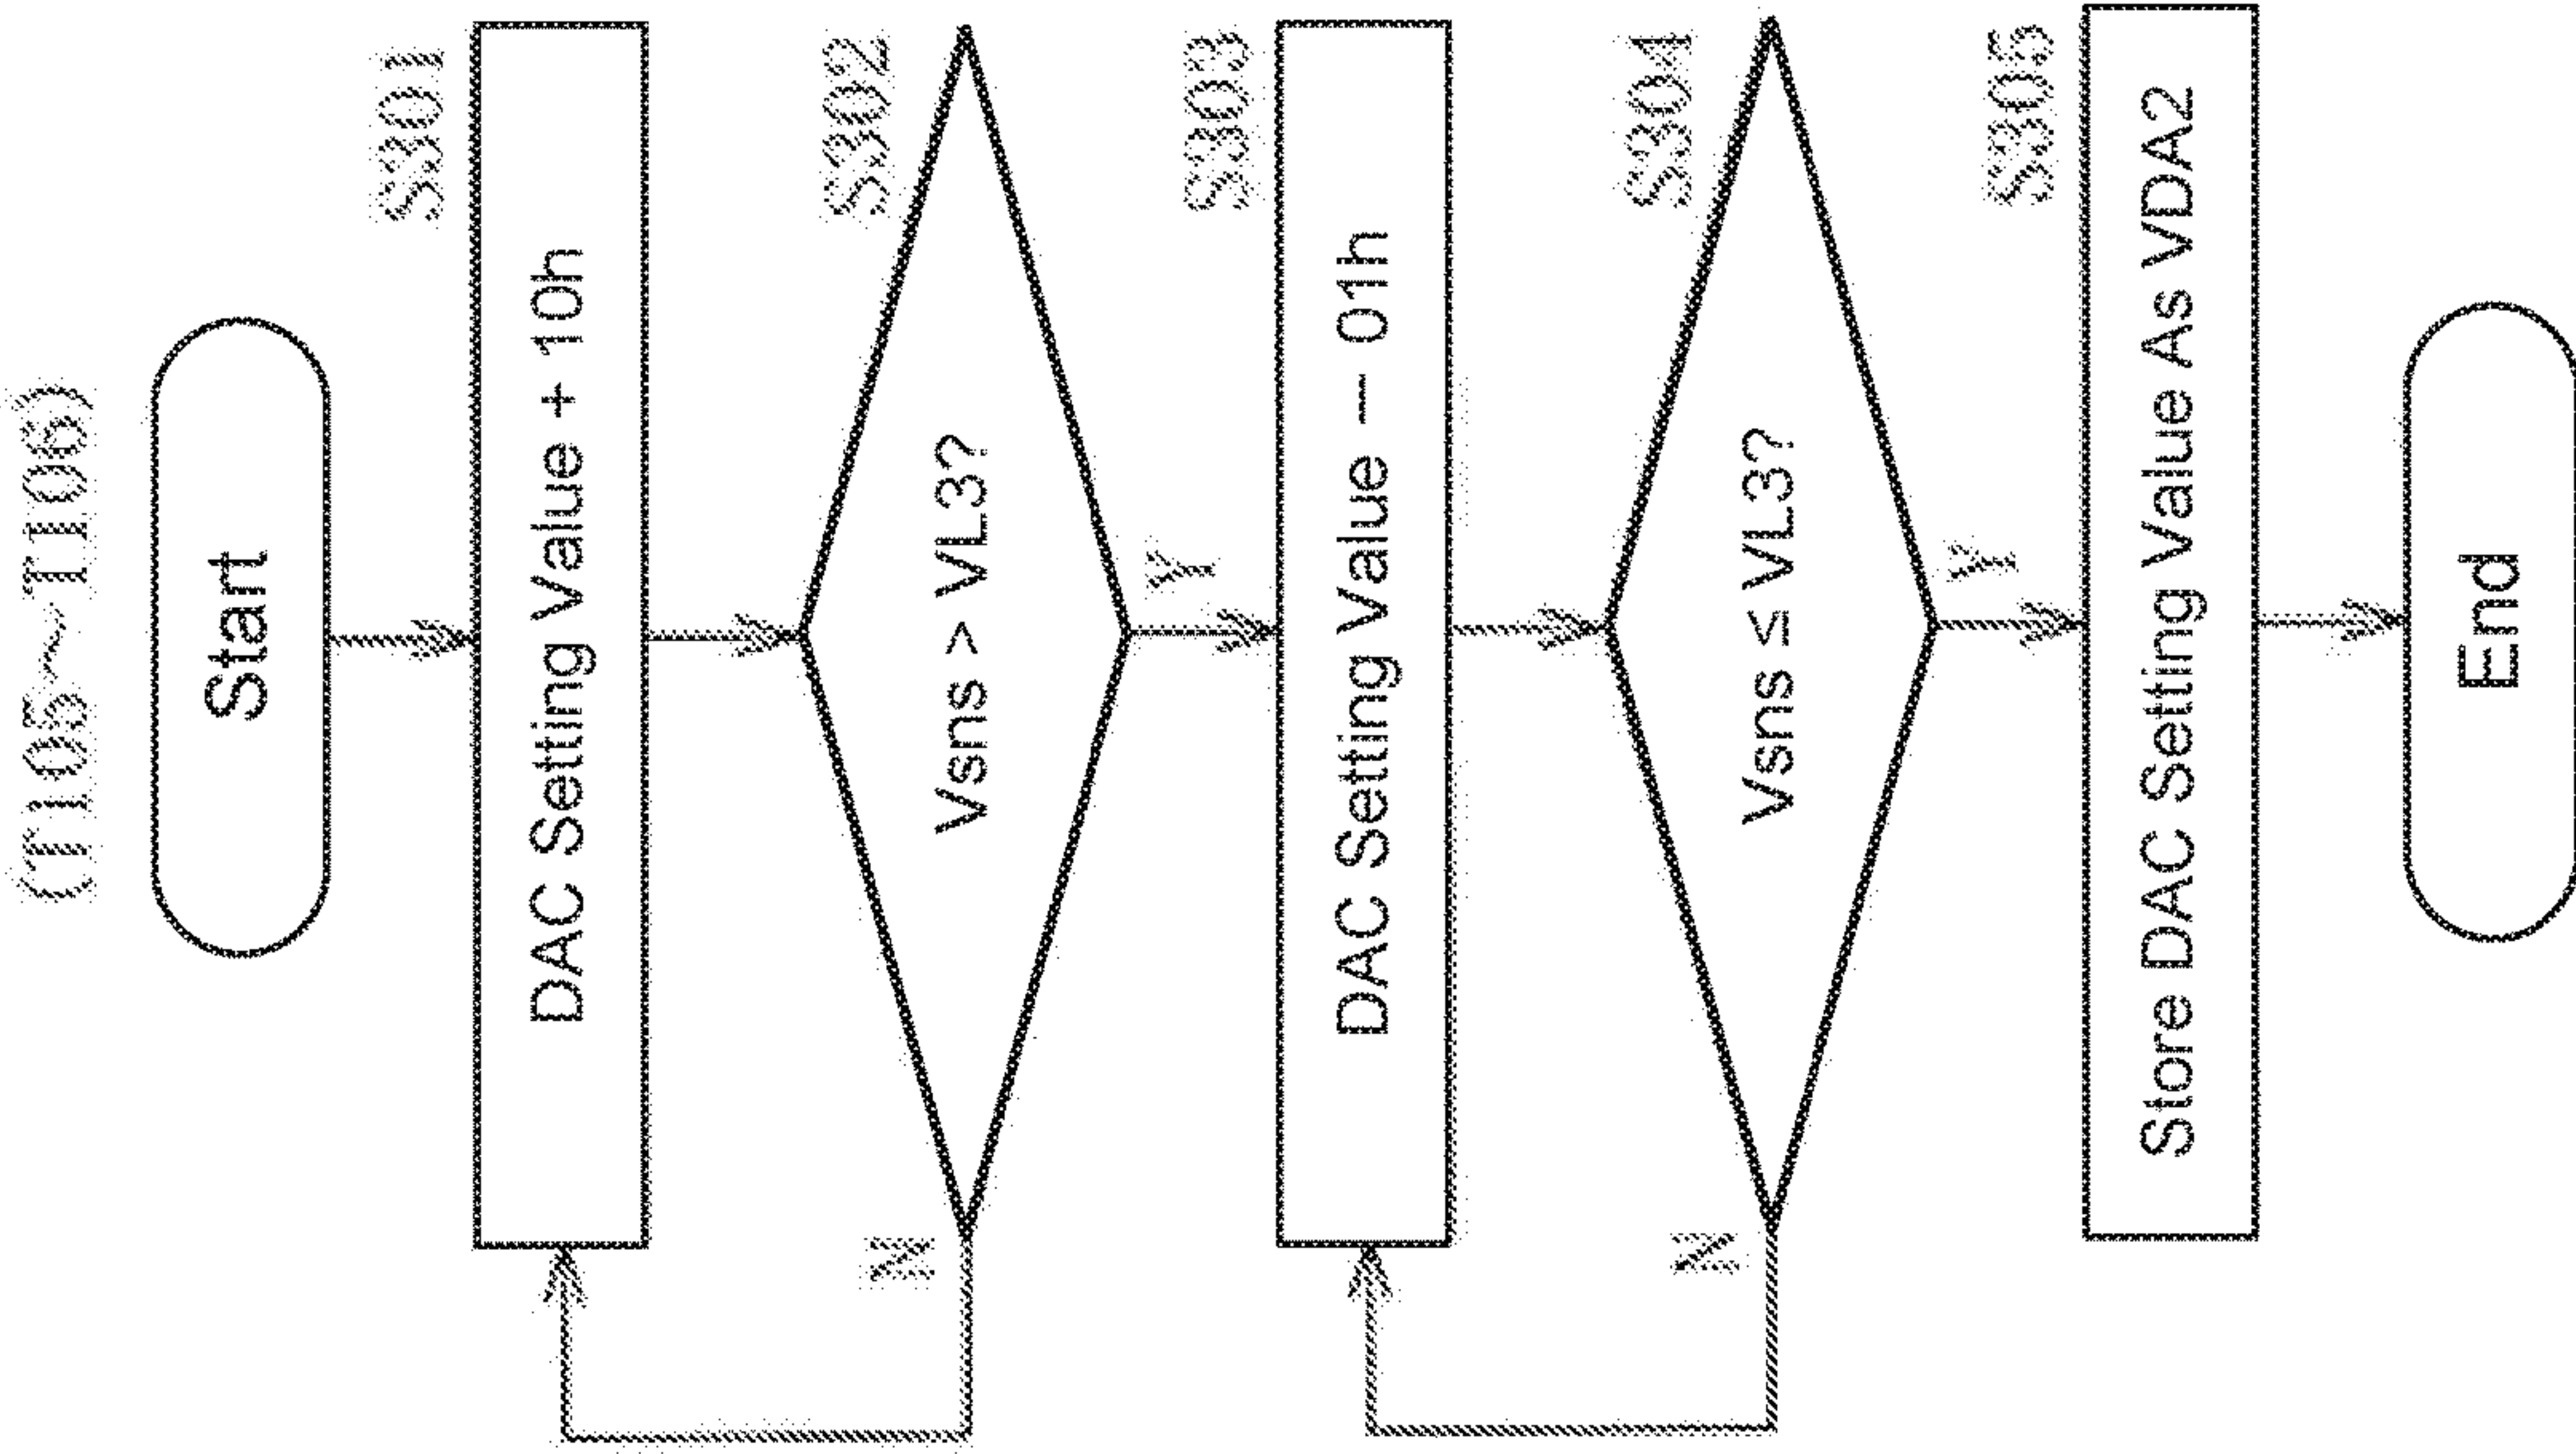 (T105~T106)
Start
S301
DAC Setting Value + 10h
S302
Vsns > VL3?
N
Y
S303
DAC Setting Value — 01h
S304
Vsns ≤ VL3?
N
Y
S305
Store DAC Setting Value As VDA2
End